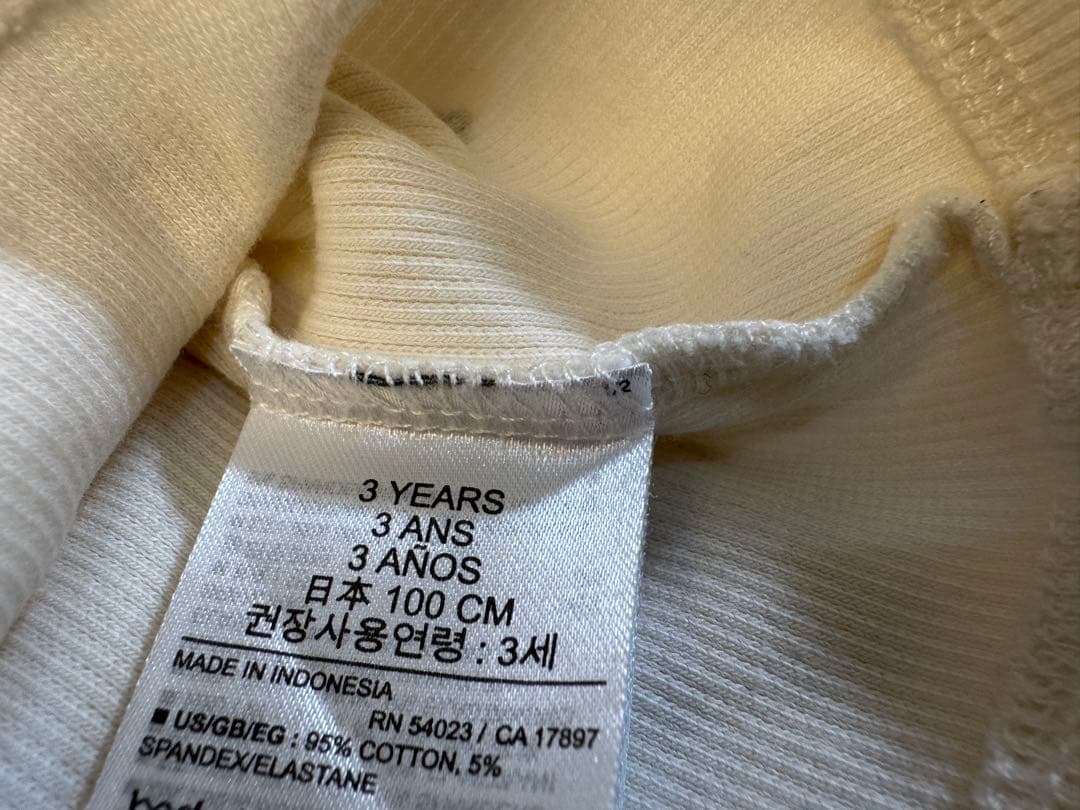 3 YEARS
3 ANS
3 AÑOS
日本 100 CM
권장사용연령 : 3세
MADE IN INDONESIA
RN 54023 / CA 17897
■ US/GB/EG : 95% COTTON, 5%
SPANDEX/ELASTANE